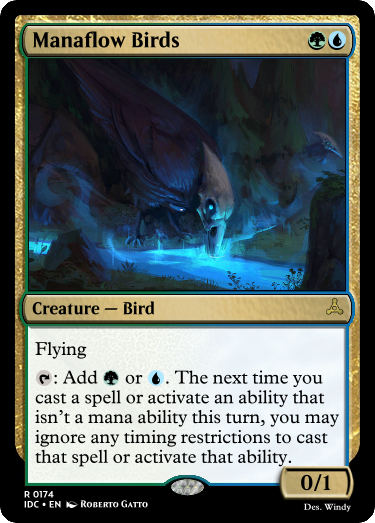 Manaflow Birds
Creature — Bird
Flying
: Add or . The next time you
cast a spell or activate an ability that
isn't a mana ability this turn, you may
ignore any timing restrictions to cast
that spell or activate that ability.
0/1
R 0174
IDC • EN Roberto Gatto
Des. Windy